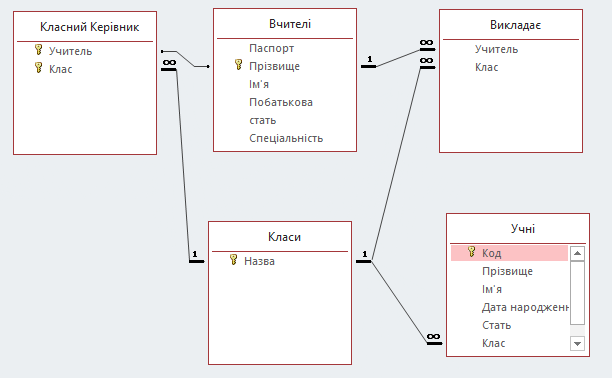 Класний Керівник
Учитель
Клас
Вчителі
Паспорт
Прізвище
Ім'я
Побатькова
стать
Спеціальність
Викладає
Учитель
Клас
1
∞
∞
∞
1
1
∞
Класи
Назва
Учні
Код
Прізвище
Ім'я
Дата народженн
Стать
Клас